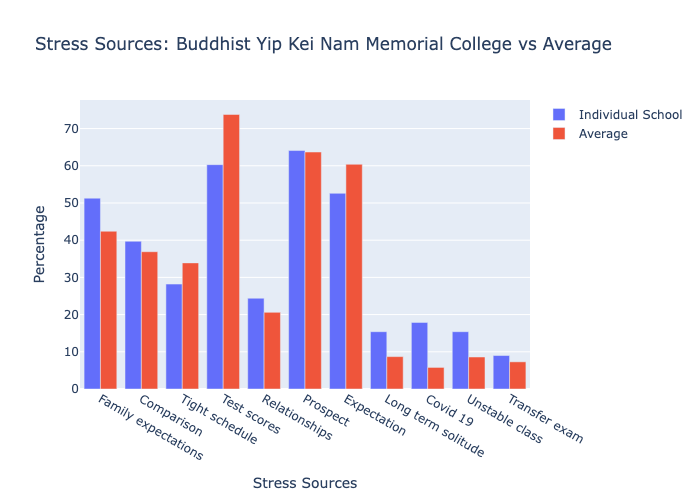 Stress Sources: Buddhist Yip Kei Nam Memorial College vs Average
Individual School
Average
Percentage
70
60
50
40
30
20
10
0
Family expectations
Comparison
Tight schedule
Test scores
Relationships
Prospect
Expectation
Long term solitude
Covid 19
Unstable class
Transfer exam
Stress Sources